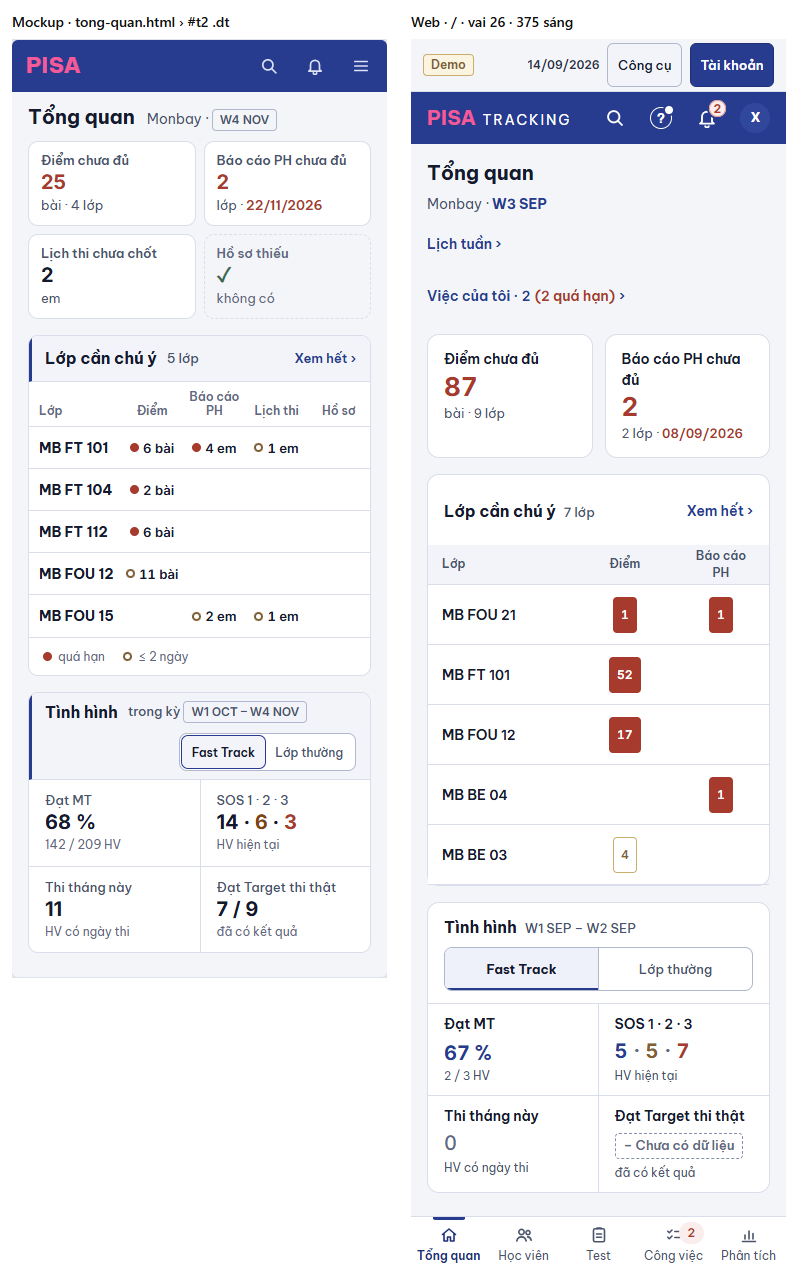 Mockup · tong-quan.html › #t2 .dt
PISA
Tổng quan Monbay · W4 NOV
Điểm chưa đủ
25
bài · 4 lớp
Báo cáo PH chưa đủ
2
lớp · 22/11/2026
Lịch thi chưa chốt
2
em
Hồ sơ thiếu
✓
không có
Lớp cần chú ý 5 lớp Xem hết ›
Lớp Điểm Báo cáo PH Lịch thi Hồ sơ
MB FT 101 6 bài 4 em 1 em
MB FT 104 2 bài
MB FT 112 6 bài
MB FOU 12 11 bài
MB FOU 15 2 em 1 em
quá hạn ≤ 2 ngày
Tình hình trong kỳ W1 OCT – W4 NOV
Fast Track Lớp thường
Đạt MT
68 %
142 / 209 HV
SOS 1 · 2 · 3
14 · 6 · 3
HV hiện tại
Thi tháng này
11
HV có ngày thi
Đạt Target thi thật
7 / 9
đã có kết quả
Web · / · vai 26 · 375 sáng
Demo 14/09/2026 Công cụ Tài khoản
PISA TRACKING ? 2 X
Tổng quan
Monbay · W3 SEP
Lịch tuần ›
Việc của tôi · 2 (2 quá hạn) ›
Điểm chưa đủ
87
bài · 9 lớp
Báo cáo PH chưa
đủ
2
2 lớp · 08/09/2026
Lớp cần chú ý 7 lớp Xem hết ›
Lớp Điểm Báo cáo PH
MB FOU 21 1 1
MB FT 101 52
MB FOU 12 17
MB BE 04 1
MB BE 03 4
Tình hình W1 SEP – W2 SEP
Fast Track Lớp thường
Đạt MT
67 %
2 / 3 HV
SOS 1 · 2 · 3
5 · 5 · 7
HV hiện tại
Thi tháng này
0
HV có ngày thi
Đạt Target thi thật
– Chưa có dữ liệu
đã có kết quả
Tổng quan Học viên Test Công việc 2 Phân tích